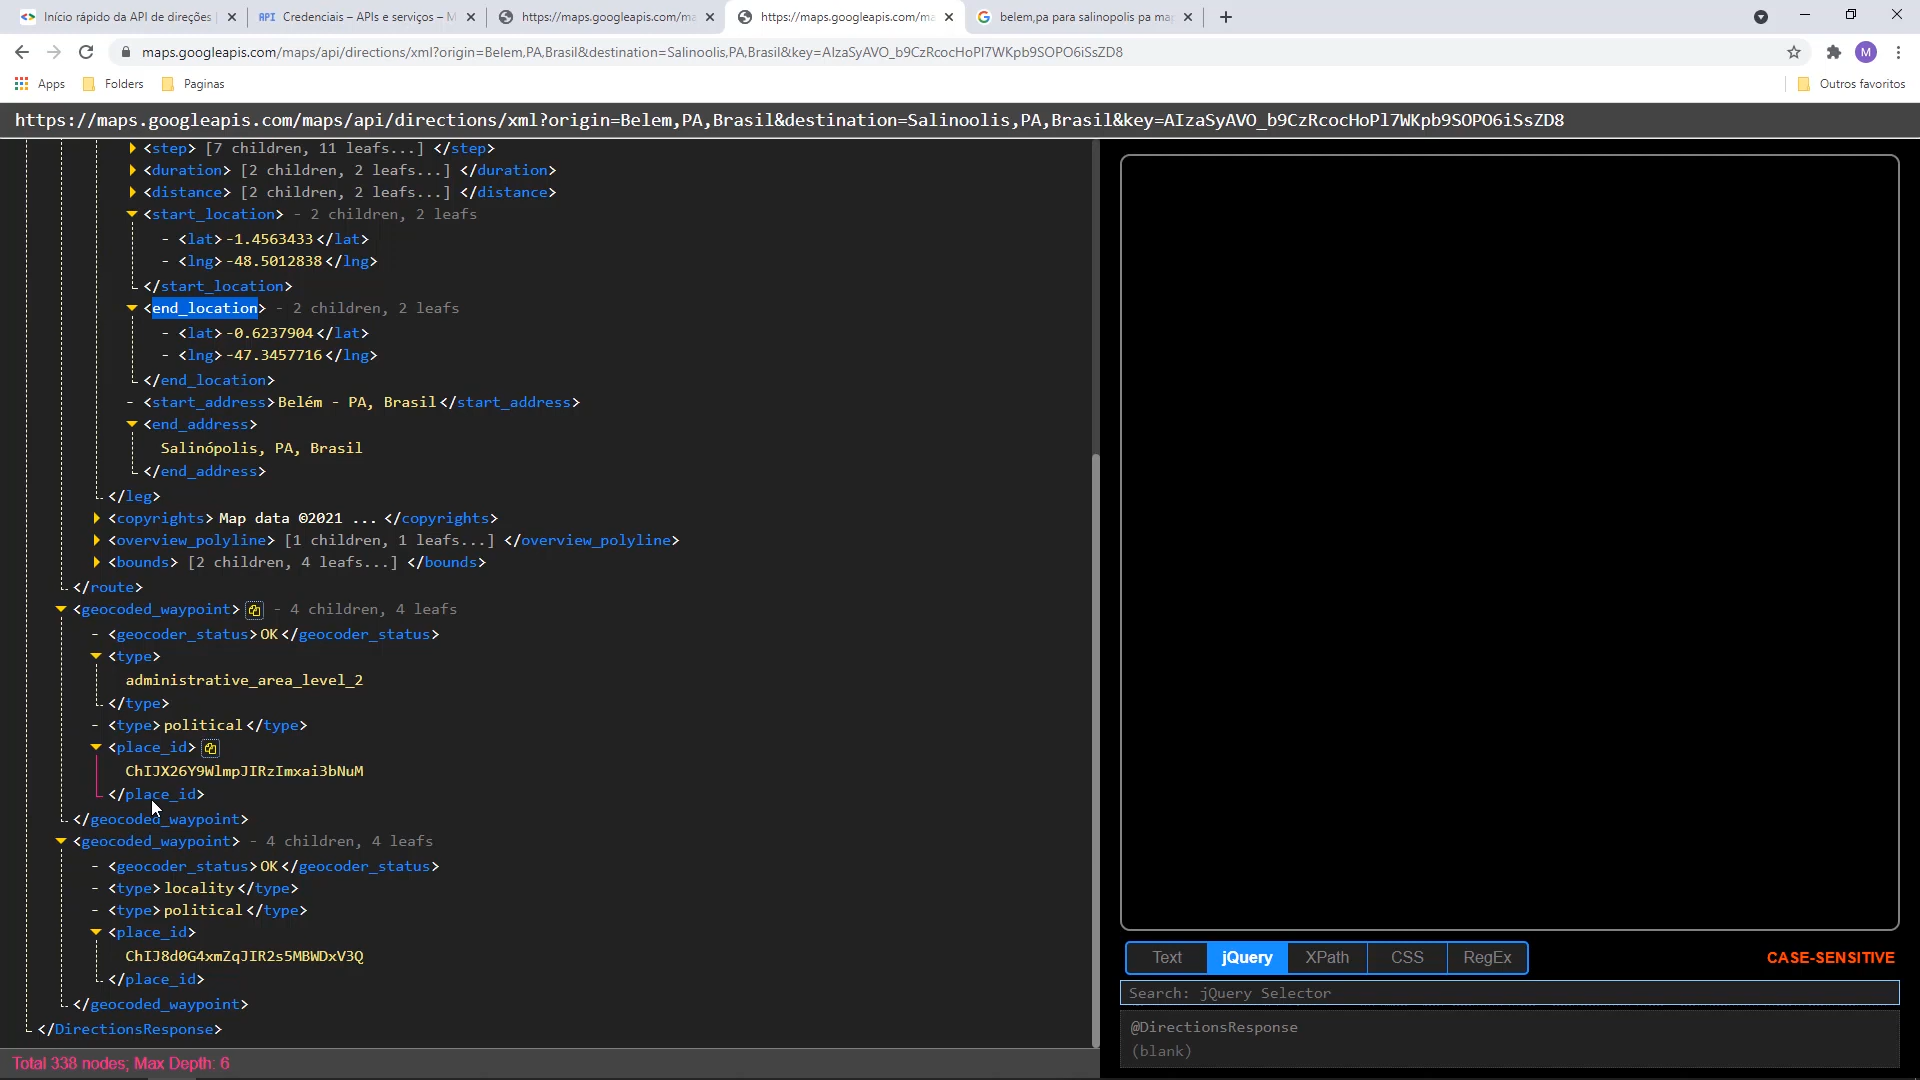 Início rápido da API de direções
Credenciais – APIs e serviços – M
https://maps.googleapis.com/ma
https://maps.googleapis.com/ma
belem,pa para salinopolis pa ma
maps.googleapis.com/maps/api/directions/xml?origin=Belem,PA,Brasil&destination=Salinoolis,PA,Brasil&key=AIzaSyAVO_b9CzRcocHoPl7WKpb9SOPO6iSsZD8
M
Apps
Folders
Paginas
Outros favoritos
https://maps.googleapis.com/maps/api/directions/xml?origin=Belem,PA,Brasil&destination=Salinoolis,PA,Brasil&key=AIzaSyAVO_b9CzRcocHoPl7WKpb9SOPO6iSsZD8
<step> [7 children, 11 leafs...] </step>
<duration> [2 children, 2 leafs...] </duration>
<distance> [2 children, 2 leafs...] </distance>
<start_location> - 2 children, 2 leafs
- <lat>-1.4563433</lat>
- <lng>-48.5012838</lng>
</start_location>
<end_location> - 2 children, 2 leafs
- <lat>-0.6237904</lat>
- <lng>-47.3457716</lng>
</end_location>
- <start_address>Belém - PA, Brasil</start_address>
<end_address>
Salinópolis, PA, Brasil
</end_address>
</leg>
<copyrights>Map data ©2021 ... </copyrights>
<overview_polyline> [1 children, 1 leafs...] </overview_polyline>
<bounds> [2 children, 4 leafs...] </bounds>
</route>
<geocoded_waypoint> - 4 children, 4 leafs
- <geocoder_status>OK</geocoder_status>
<type>
administrative_area_level_2
</type>
- <type>political</type>
<place_id>
ChIJX26Y9WlmpJIRzImxai3bNuM
</place_id>
</geocoded_waypoint>
<geocoded_waypoint> - 4 children, 4 leafs
- <geocoder_status>OK</geocoder_status>
- <type>locality</type>
- <type>political</type>
<place_id>
ChIJ8d0G4xmZqJIR2s5MBWDxV3Q
</place_id>
</geocoded_waypoint>
</DirectionsResponse>
Total 338 nodes; Max Depth: 6
Text
jQuery
XPath
CSS
RegEx
CASE-SENSITIVE
Search: jQuery Selector
@DirectionsResponse
(blank)